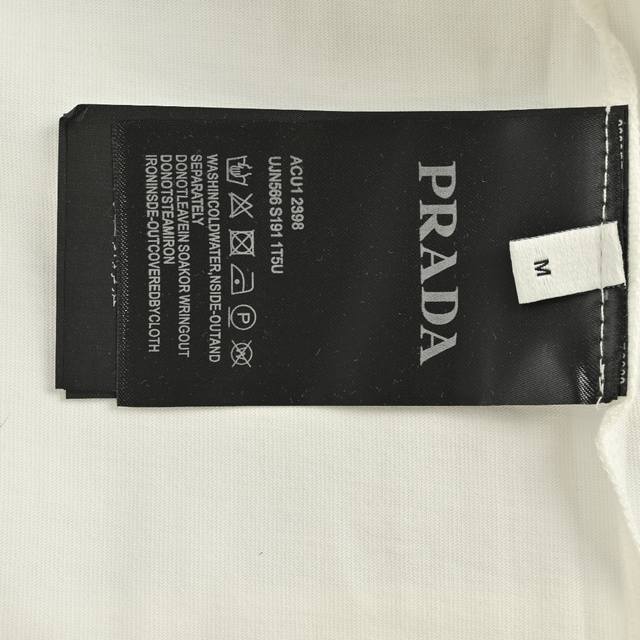 PRADA
M
ACU1 2398
UJN566 S191 1T5U
WASHINCOLDWATER,NSIDE-OUTAND
SEPARATELY
DONOTLEAVEIN SOAKOR WRINGOUT
DONOTSTEAMIRON
IRONINSIDE-OUTCOVEREDBYCLOTH